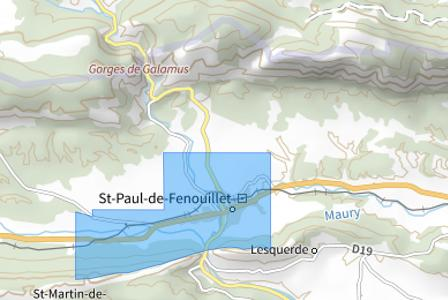 Gorges de Galamus
St-Paul-de-Fenouillet
Maury
Lesquerde
D19
St-Martin-de-